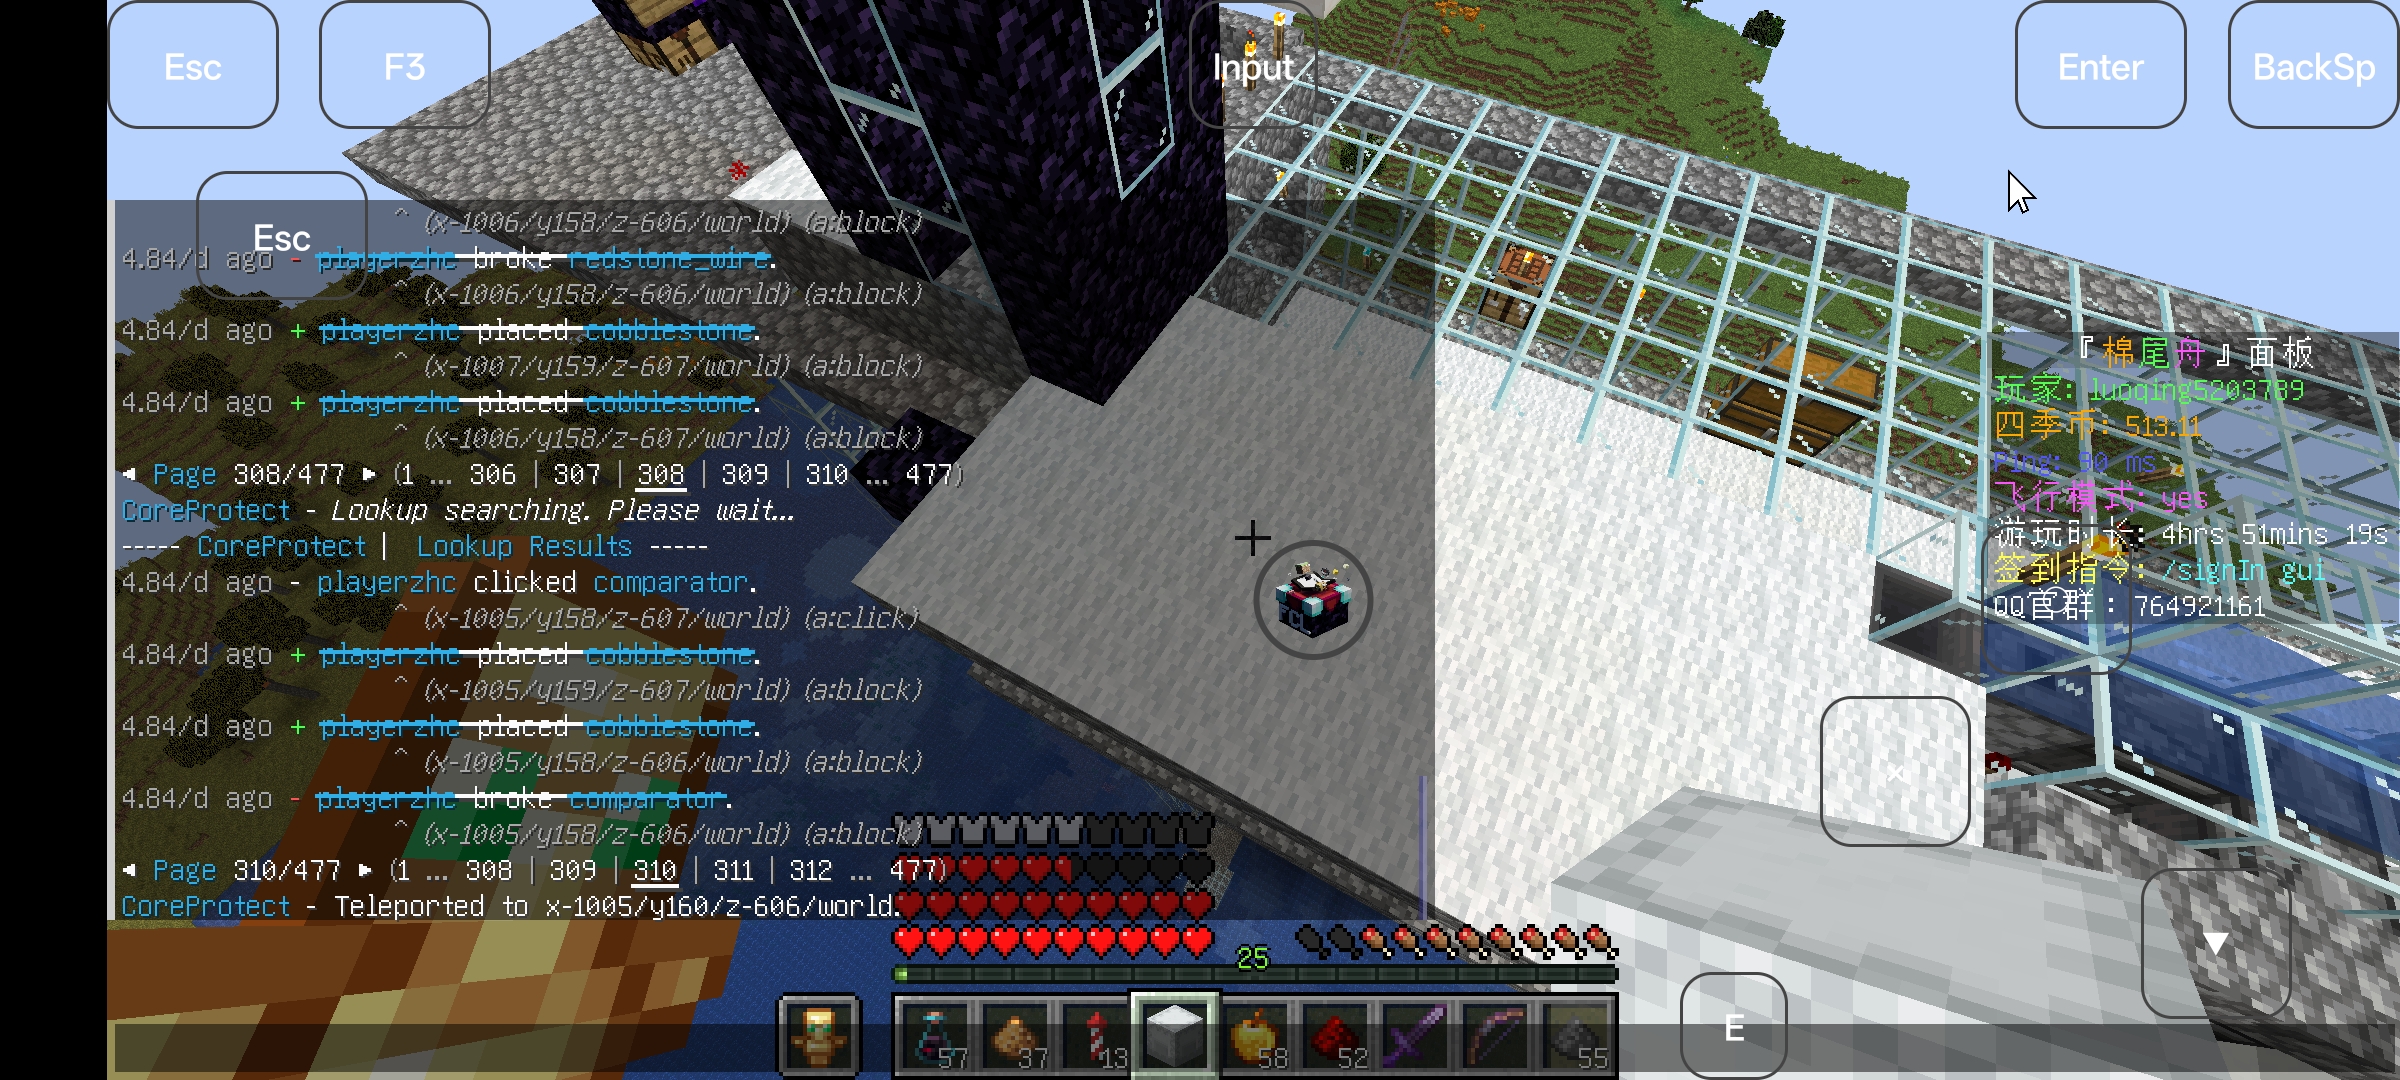 Esc
F3
Input
Enter
BackSp
Esc
^ (x-1006/y158/z-606/world) (a:block)
4.84/d ago - playerzhc broke redstone_wire.
^ (x-1006/y158/z-606/world) (a:block)
4.84/d ago + playerzhc placed cobblestone.
^ (x-1007/y159/z-607/world) (a:block)
4.84/d ago + playerzhc placed cobblestone.
^ (x-1006/y158/z-607/world) (a:block)
◀ Page 308/477 ▶ (1 ... 306 | 307 | 308 | 309 | 310 ... 477)
CoreProtect - Lookup searching. Please wait...
----- CoreProtect | Lookup Results -----
4.84/d ago - playerzhc clicked comparator.
^ (x-1005/y158/z-607/world) (a:click)
4.84/d ago + playerzhc placed cobblestone.
^ (x-1005/y159/z-607/world) (a:block)
4.84/d ago + playerzhc placed cobblestone.
^ (x-1005/y158/z-606/world) (a:block)
4.84/d ago - playerzhc broke comparator.
^ (x-1005/y158/z-606/world) (a:block)
◀ Page 310/477 ▶ (1 ... 308 | 309 | 310 | 311 | 312 ... 477)
CoreProtect - Teleported to x-1005/y160/z-606/world.
『棉尾舟』面板
玩家: luoqing5203789
四季币: 513.11
Ping: 90 ms
飞行模式: yes
游玩时长: 4hrs 51mins 19s
签到指令: /signIn gui
QQ官群: 764921161
FCL
×
▼
E
25
57
37
13
58
52
55